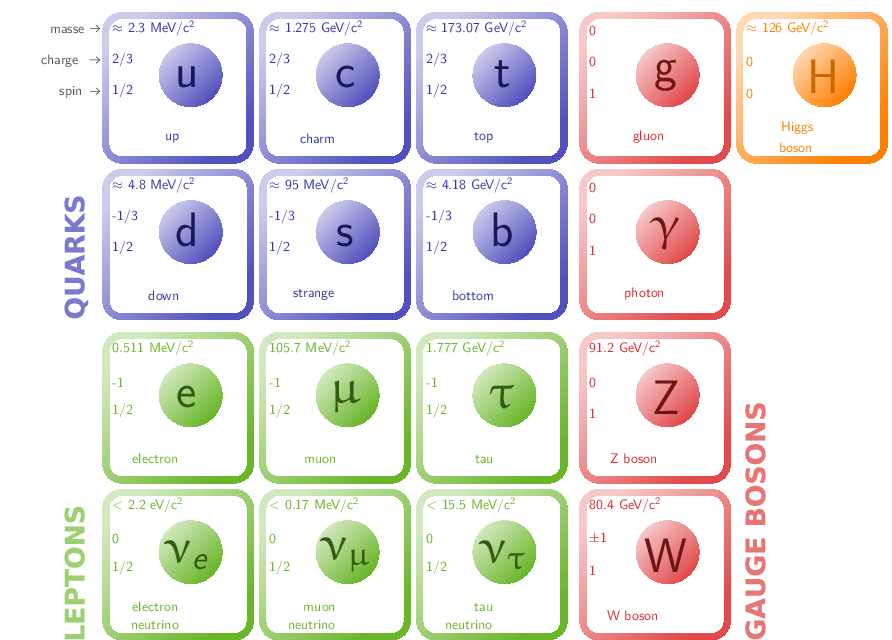 masse → ≈ 2.3 MeV/c²
charge → 2/3
spin → 1/2
u
up
≈ 1.275 GeV/c²
2/3
1/2
c
charm
≈ 173.07 GeV/c²
2/3
1/2
t
top
0
0
1
g
gluon
≈ 126 GeV/c²
0
0
H
Higgs
boson
QUARKS
≈ 4.8 MeV/c²
-1/3
1/2
d
down
≈ 95 MeV/c²
-1/3
1/2
s
strange
≈ 4.18 GeV/c²
-1/3
1/2
b
bottom
0
0
1
γ
photon
LEPTONS
0.511 MeV/c²
-1
1/2
e
electron
105.7 MeV/c²
-1
1/2
μ
muon
1.777 GeV/c²
-1
1/2
τ
tau
91.2 GeV/c²
0
1
Z
Z boson
GAUGE BOSONS
< 2.2 eV/c²
0
1/2
νe
electron
neutrino
< 0.17 MeV/c²
0
1/2
νμ
muon
neutrino
< 15.5 MeV/c²
0
1/2
ντ
tau
neutrino
80.4 GeV/c²
±1
1
W
W boson